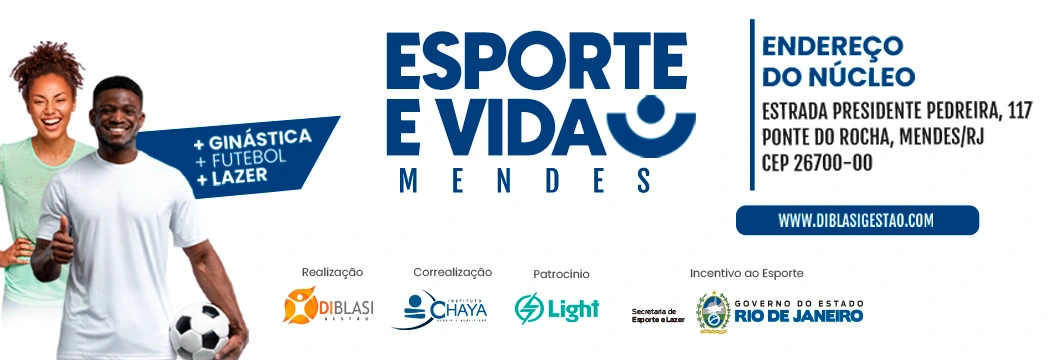 ESPORTE
E VIDA
MENDES
+ GINÁSTICA
+ FUTEBOL
+ LAZER
ENDEREÇO
DO NÚCLEO
ESTRADA PRESIDENTE PEDREIRA, 117
PONTE DO ROCHA, MENDES/RJ
CEP 26700-00
WWW.DIBLASIGESTAO.COM
Realização
DIBLASI
GESTÃO
Correalização
INSTITUTO
CHAYA
Patrocínio
Light
Incentivo ao Esporte
Secretaria de
Esporte e Lazer
GOVERNO DO ESTADO
RIO DE JANEIRO